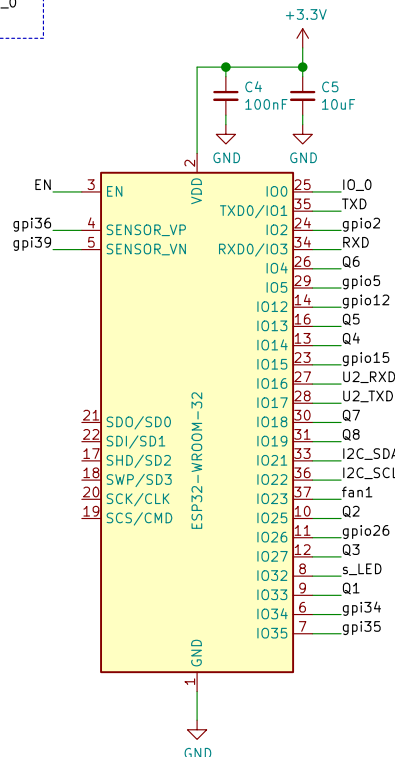 _0
+3.3V
C4
100nF
C5
10uF
GND
GND
2
VDD
EN 3 EN
gpi36 4 SENSOR_VP
gpi39 5 SENSOR_VN
21 SDO/SD0
22 SDI/SD1
17 SHD/SD2
18 SWP/SD3
20 SCK/CLK
19 SCS/CMD
ESP32-WROOM-32
IO0 25 IO_0
TXD0/IO1 35 TXD
IO2 24 gpio2
RXD0/IO3 34 RXD
IO4 26 Q6
IO5 29 gpio5
IO12 14 gpio12
IO13 16 Q5
IO14 13 Q4
IO15 23 gpio15
IO16 27 U2_RXD
IO17 28 U2_TXD
IO18 30 Q7
IO19 31 Q8
IO21 33 I2C_SDA
IO22 36 I2C_SCL
IO23 37 fan1
IO25 10 Q2
IO26 11 gpio26
IO27 12 Q3
IO32 8 s_LED
IO33 9 Q1
IO34 6 gpi34
IO35 7 gpi35
GND
1
GND